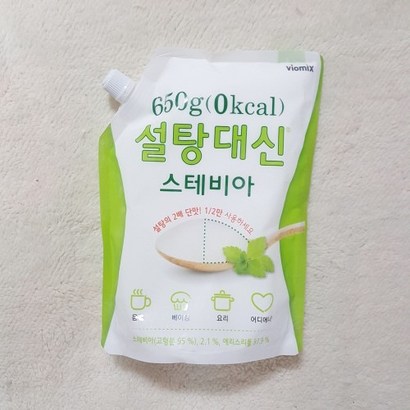 viomix
650g(0kcal)
설탕대신
스테비아
설탕의 2배 단맛! 1/2만 사용하세요
베이킹
요리
어디에나